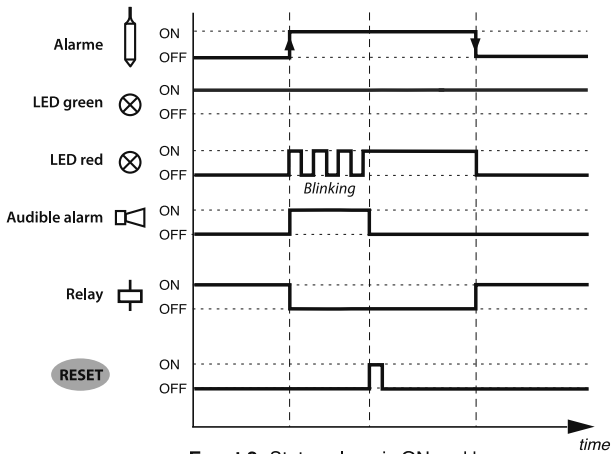 Alarme
ON
OFF
LED green
ON
OFF
LED red
ON
OFF
Blinking
Audible alarm
ON
OFF
Relay
ON
OFF
RESET
ON
OFF
time